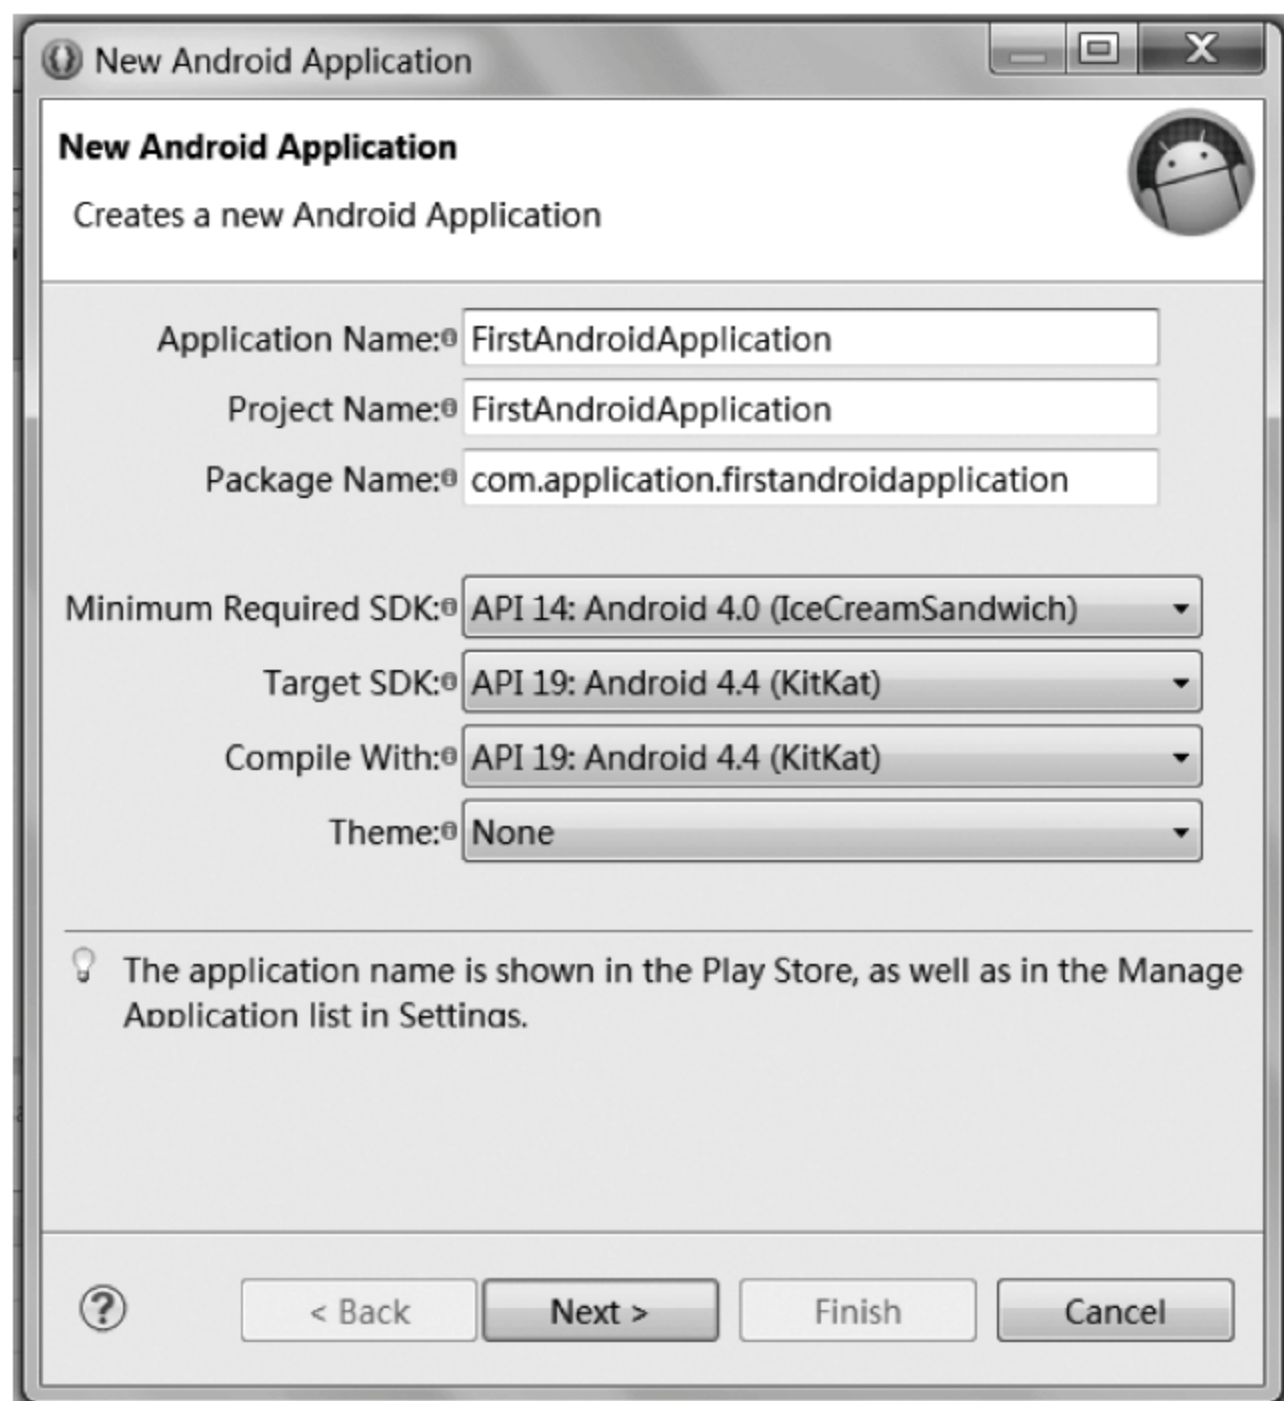 New Android Application
New Android Application
Creates a new Android Application
Application Name: FirstAndroidApplication
Project Name: FirstAndroidApplication
Package Name: com.application.firstandroidapplication
Minimum Required SDK: API 14: Android 4.0 (IceCreamSandwich)
Target SDK: API 19: Android 4.4 (KitKat)
Compile With: API 19: Android 4.4 (KitKat)
Theme: None
The application name is shown in the Play Store, as well as in the Manage
Application list in Settings.
? < Back Next > Finish Cancel